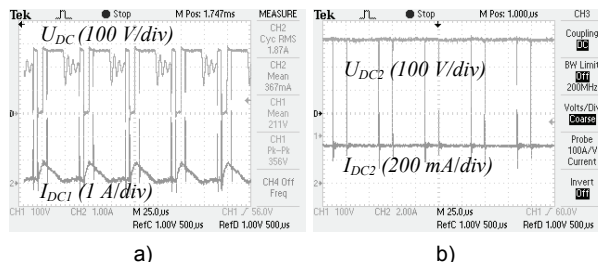 Tek Stop M Pos: 1.747ms MEASURE
U_DC (100 V/div)
CH2
Cyc RMS
1.87A
CH2
Mean
367mA
CH1
Mean
211V
CH1
Pk-Pk
356V
I_DC1 (1 A/div)
CH4 Off
Freq
CH1 100V CH2 1.00A M 25.0µs CH1 56.0V
RefC 1.00V 500µs RefD 1.00V 500µs
a)
Tek Stop M Pos: 1.000µs CH3
Coupling
DC
U_DC2 (100 V/div)
BW Limit
Off
200MHz
Volts/Div
Coarse
Probe
100A/V
Current
I_DC2 (200 mA/div)
Invert
Off
CH1 100V CH2 2.00A M 25.0µs CH1 60.0V
RefC 1.00V 500µs RefD 1.00V 500µs
b)